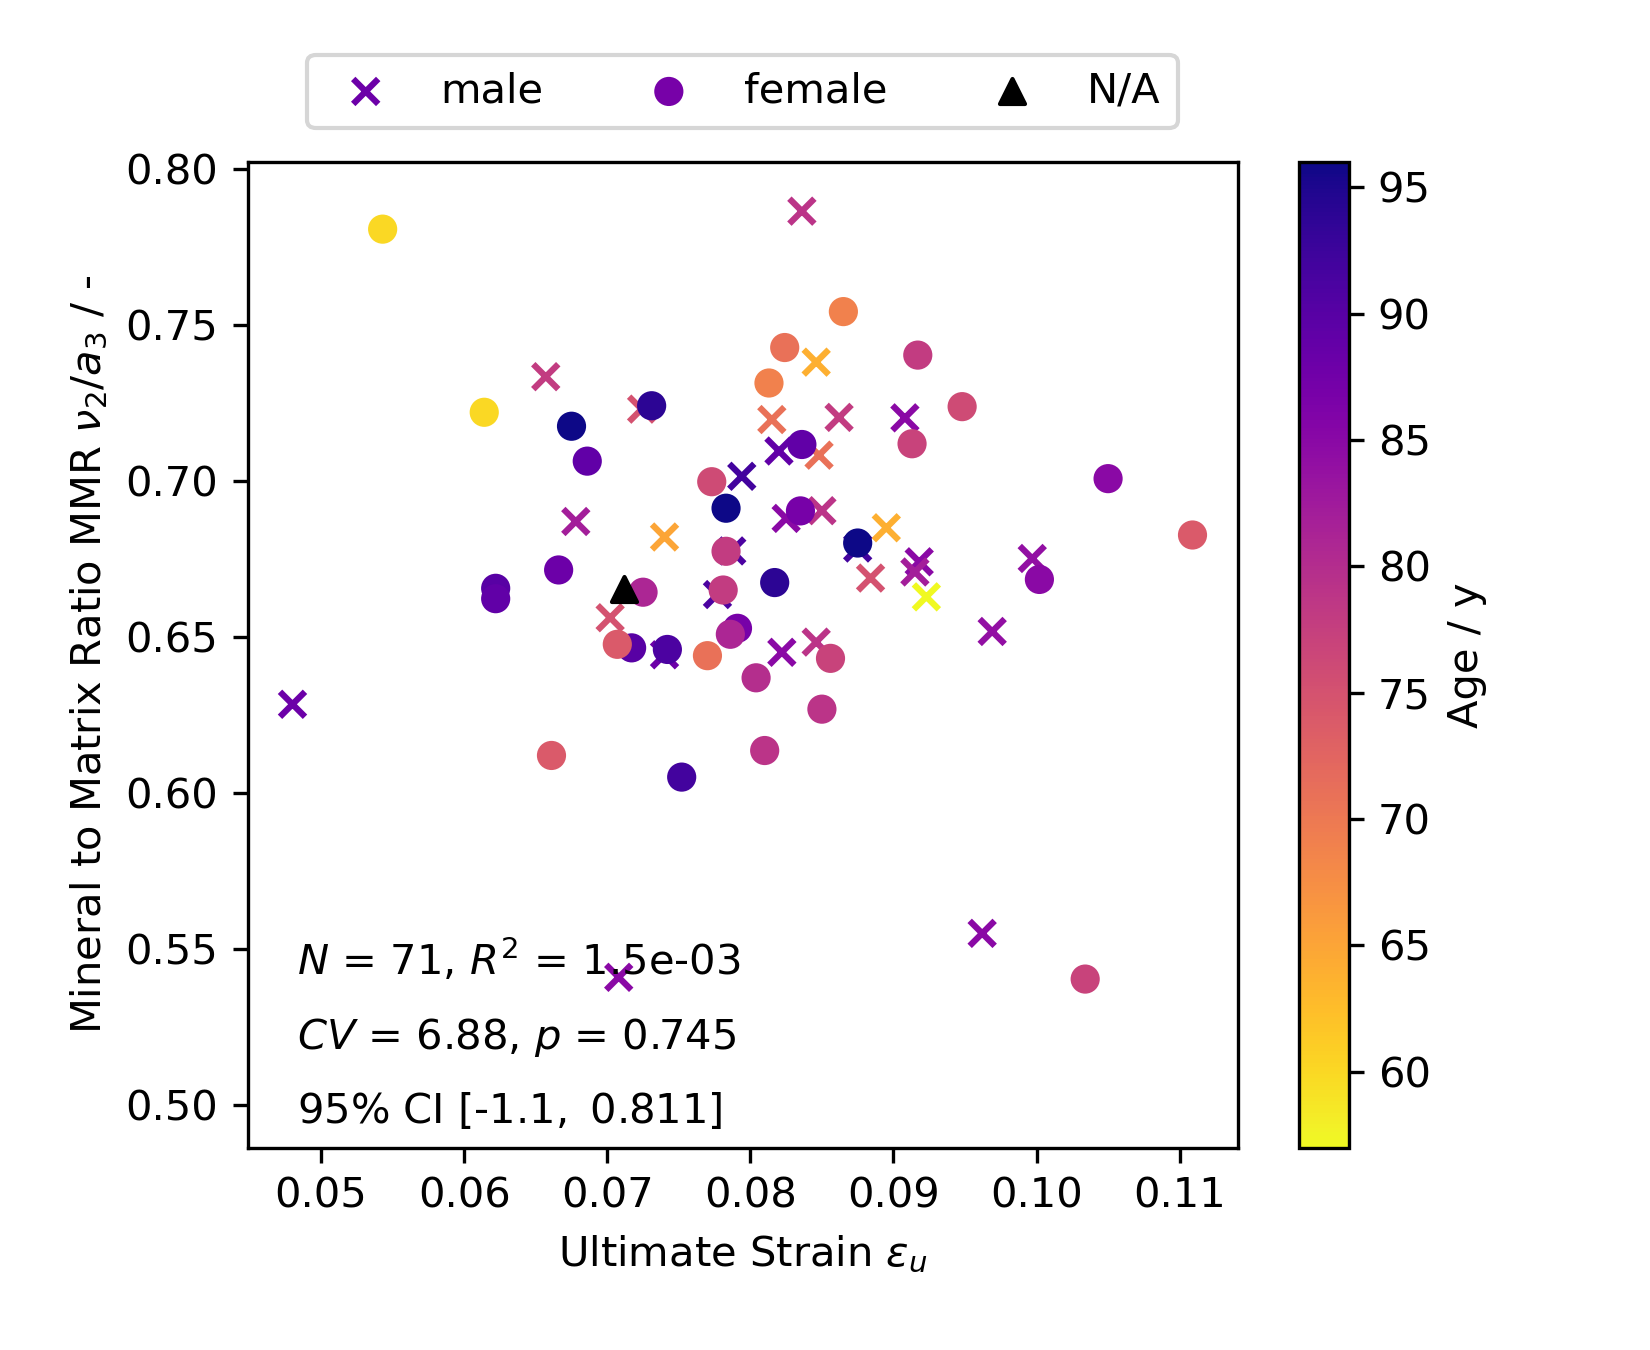 male female N/A
0.80
0.75
0.70
0.65
0.60
0.55
0.50
Mineral to Matrix Ratio MMR ν₂/a₃ / -
N = 71, R² = 1.5e-03
CV = 6.88, p = 0.745
95% CI [-1.1, 0.811]
0.05 0.06 0.07 0.08 0.09 0.10 0.11
Ultimate Strain εᵤ
95
90
85
80
75
70
65
60
Age / y